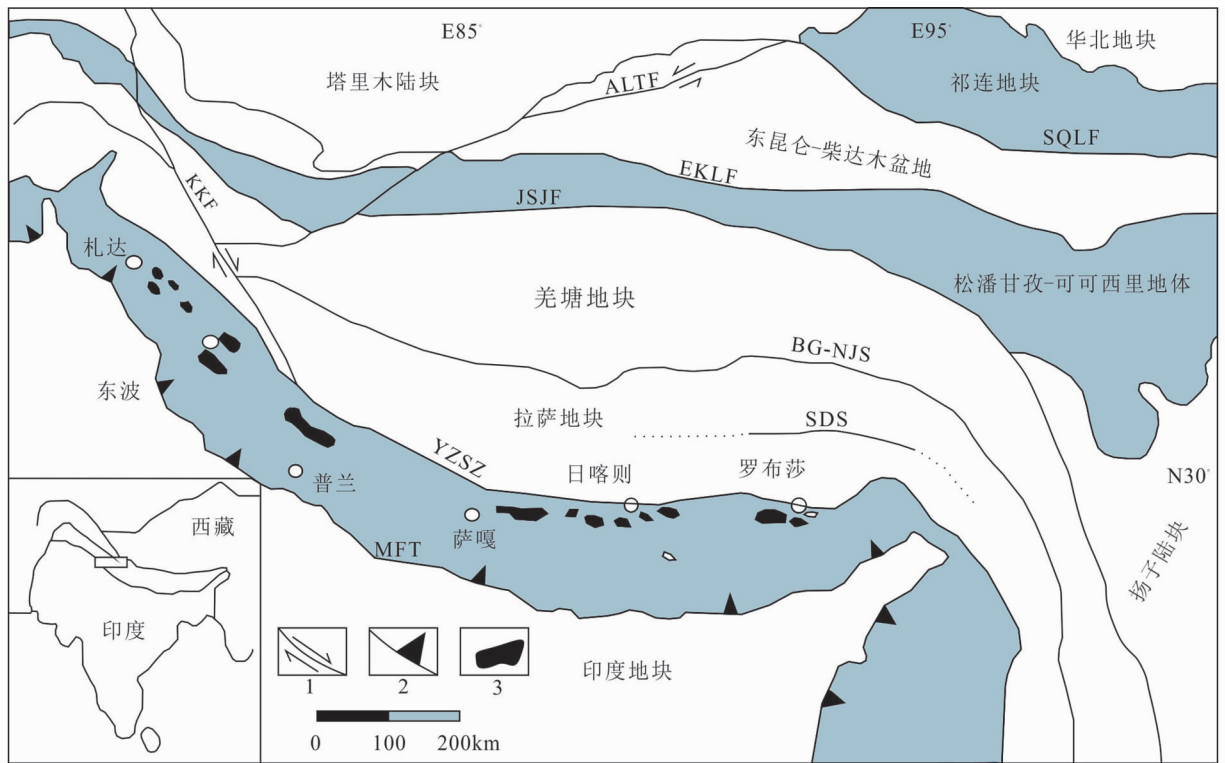 E85°
E95°
华北地块
塔里木陆块
ALTF
祁连地块
SQLF
东昆仑-柴达木盆地
EKLF
KKF
JSJF
札达
松潘甘孜-可可西里地体
羌塘地块
BG-NJS
东波
拉萨地块
SDS
YZSZ
日喀则
罗布莎
N30°
普兰
萨嘎
西藏
MFT
扬子陆块
印度
印度地块
1
2
3
0 100 200km